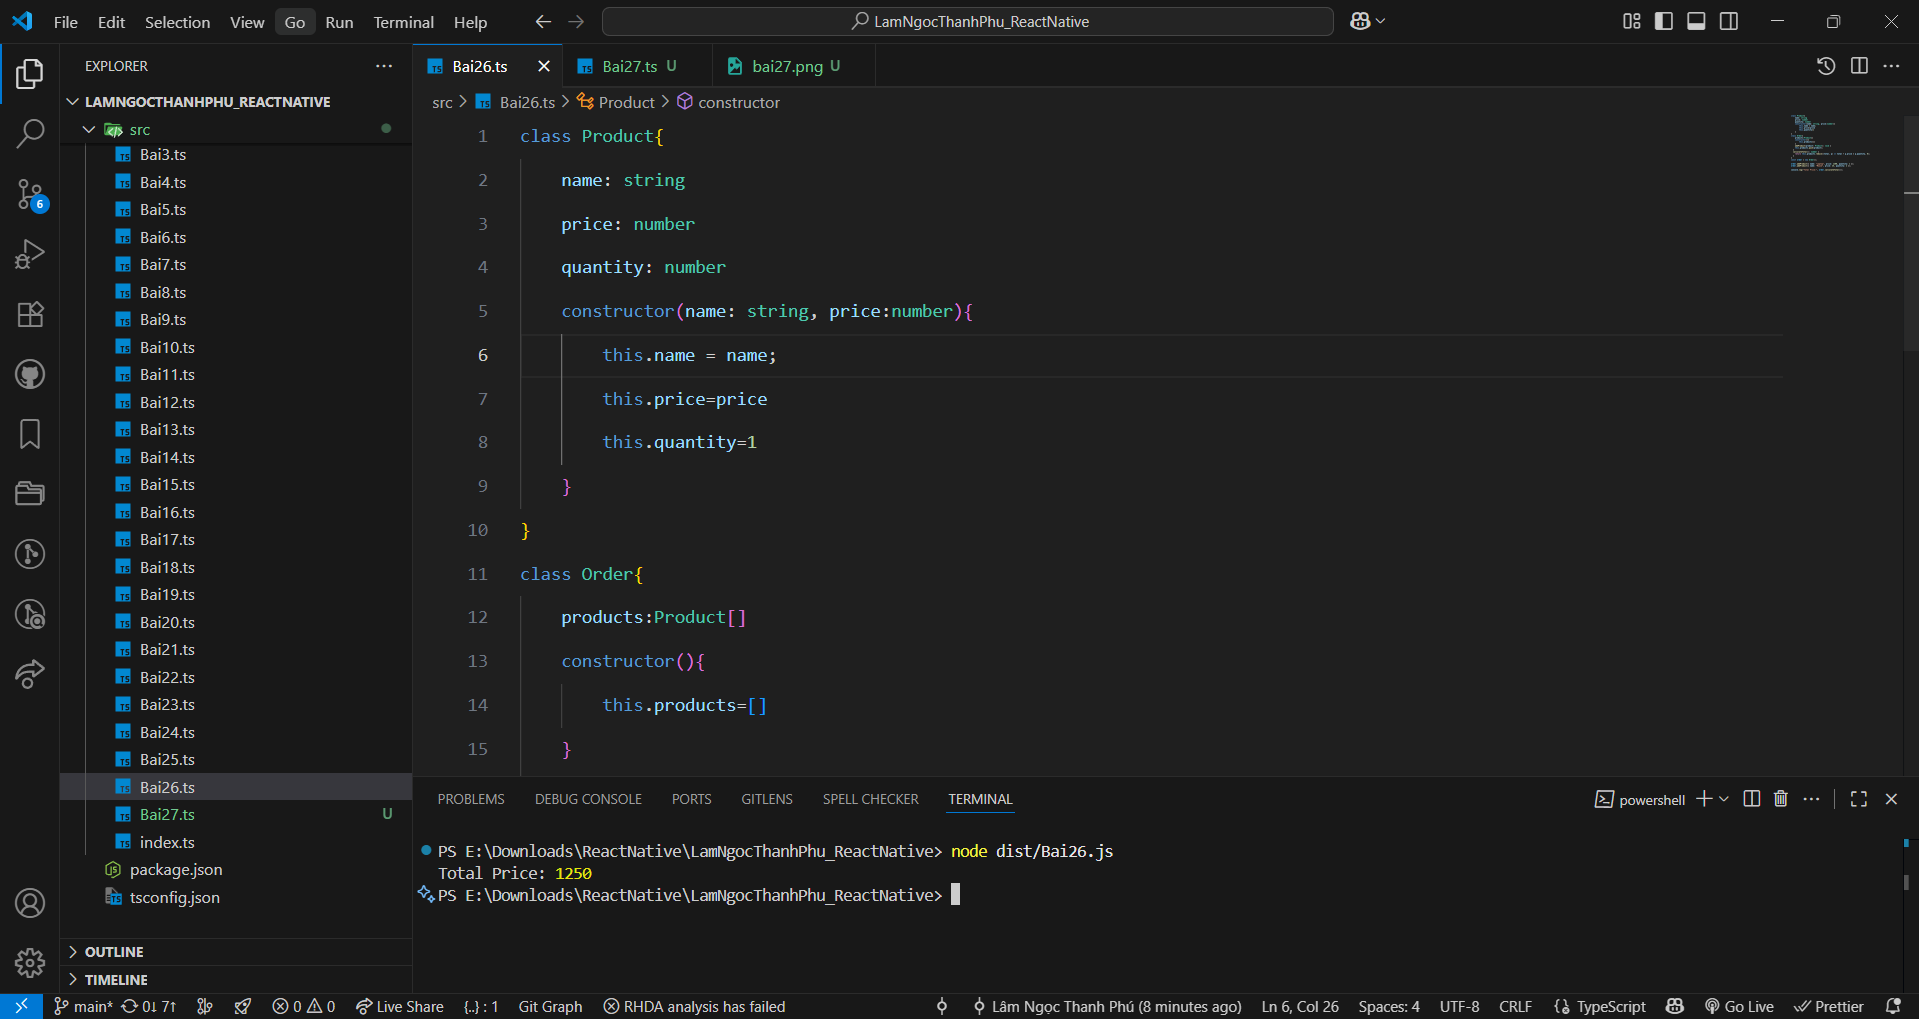 File Edit Selection View Go Run Terminal Help
LamNgocThanhPhu_ReactNative
EXPLORER
LAMNGOCTHANHPHU_REACTNATIVE
src
Bai3.ts
Bai4.ts
Bai5.ts
Bai6.ts
Bai7.ts
Bai8.ts
Bai9.ts
Bai10.ts
Bai11.ts
Bai12.ts
Bai13.ts
Bai14.ts
Bai15.ts
Bai16.ts
Bai17.ts
Bai18.ts
Bai19.ts
Bai20.ts
Bai21.ts
Bai22.ts
Bai23.ts
Bai24.ts
Bai25.ts
Bai26.ts
Bai27.ts U
index.ts
package.json
tsconfig.json
OUTLINE
TIMELINE
6
Bai26.ts Bai27.ts U bai27.png U
src > Bai26.ts > Product > constructor
1 class Product{
2 name: string
3 price: number
4 quantity: number
5 constructor(name: string, price:number){
6 this.name = name;
7 this.price=price
8 this.quantity=1
9 }
10 }
11 class Order{
12 products:Product[]
13 constructor(){
14 this.products=[]
15 }
PROBLEMS DEBUG CONSOLE PORTS GITLENS SPELL CHECKER TERMINAL powershell
PS E:\Downloads\ReactNative\LamNgocThanhPhu_ReactNative> node dist/Bai26.js
Total Price: 1250
PS E:\Downloads\ReactNative\LamNgocThanhPhu_ReactNative>
main* 0↓ 7↑ 0 0 Live Share {..} : 1 Git Graph RHDA analysis has failed Lâm Ngọc Thanh Phú (8 minutes ago) Ln 6, Col 26 Spaces: 4 UTF-8 CRLF TypeScript Go Live Prettier